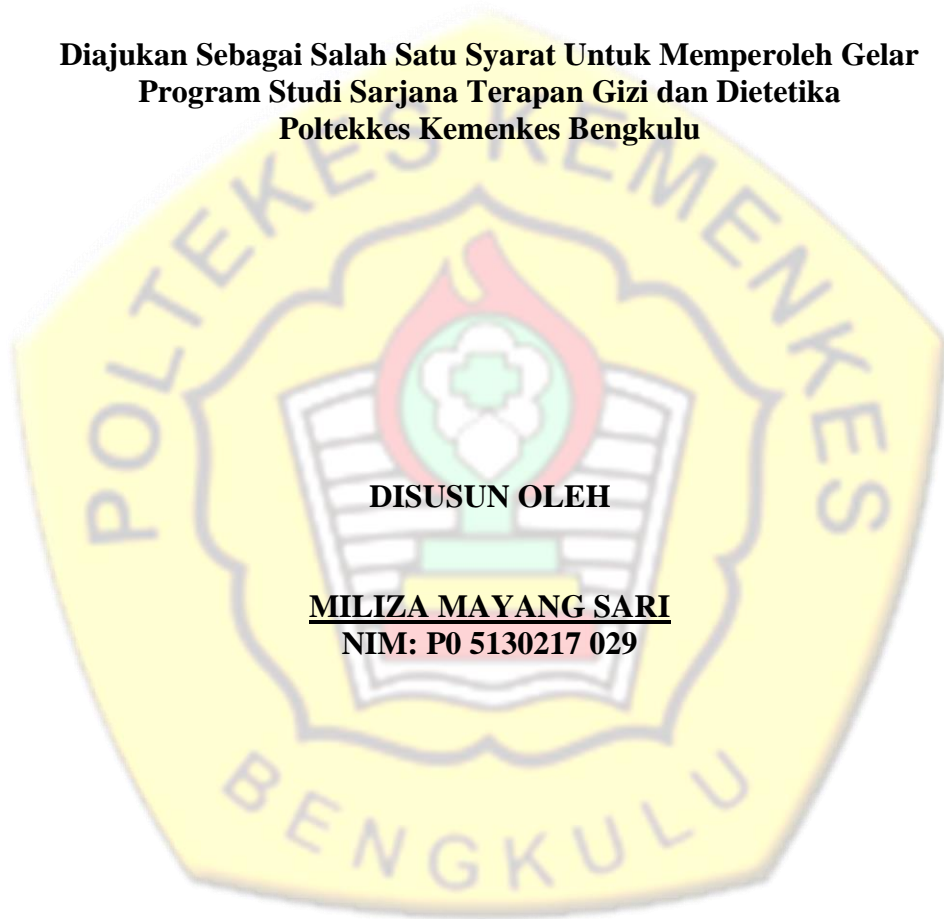 Diajukan Sebagai Salah Satu Syarat Untuk Memperoleh Gelar
Program Studi Sarjana Terapan Gizi dan Dietetika
Poltekkes Kemenkes Bengkulu
POLTEKES KEMENKES
DISUSUN OLEH
MILIZA MAYANG SARI
NIM: P0 5130217 029
BENGKULU